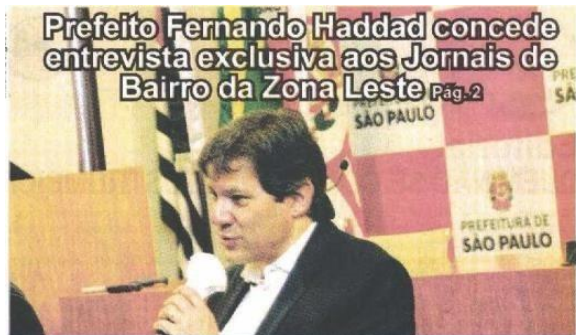 Prefeito Fernando Haddad concede
entrevista exclusiva aos Jornais de
Bairro da Zona Leste Pág. 2
SÃO PAULO
PREFEITURA DE
SÃO PAULO